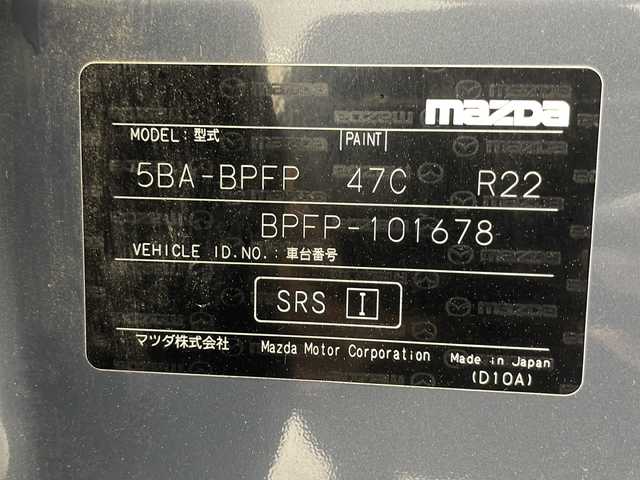 mazda
MODEL: 型式 |PAINT|
5BA-BPFP 47C R22
BPFP-101678
VEHICLE ID.NO.: 車台番号
SRS I
マツダ株式会社 Mazda Motor Corporation Made in Japan
(D10A)